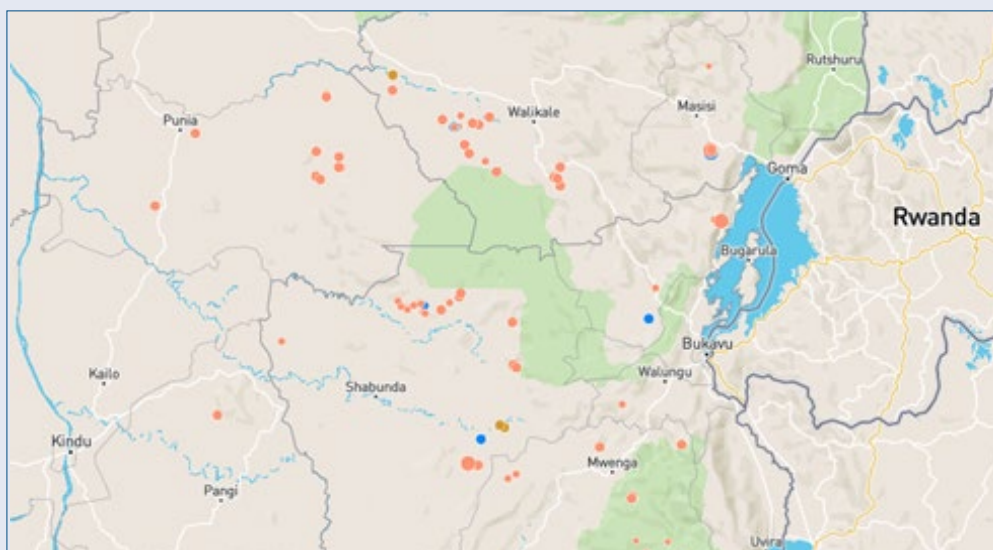 Rutshuru
Masisi
Walikale
Punia
Goma
Rwanda
Bugarula
Bukavu
Walungu
Kailo
Shabunda
Kindu
Mwenga
Pangi
Uvira